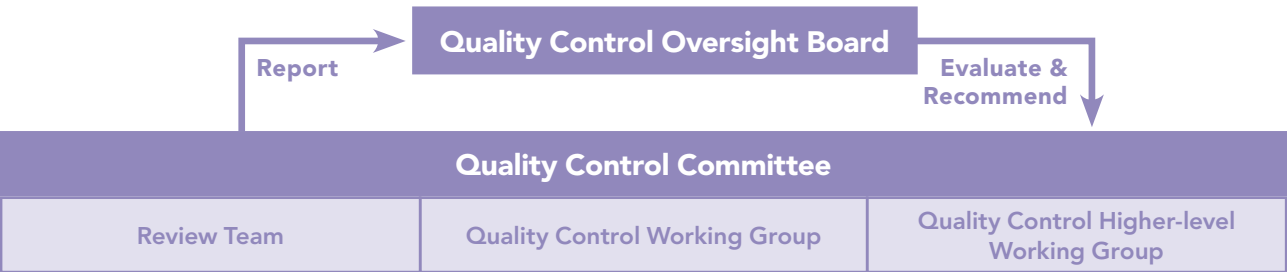 Quality Control Oversight Board
Report
Evaluate &
Recommend
Quality Control Committee
Review Team
Quality Control Working Group
Quality Control Higher-level
Working Group